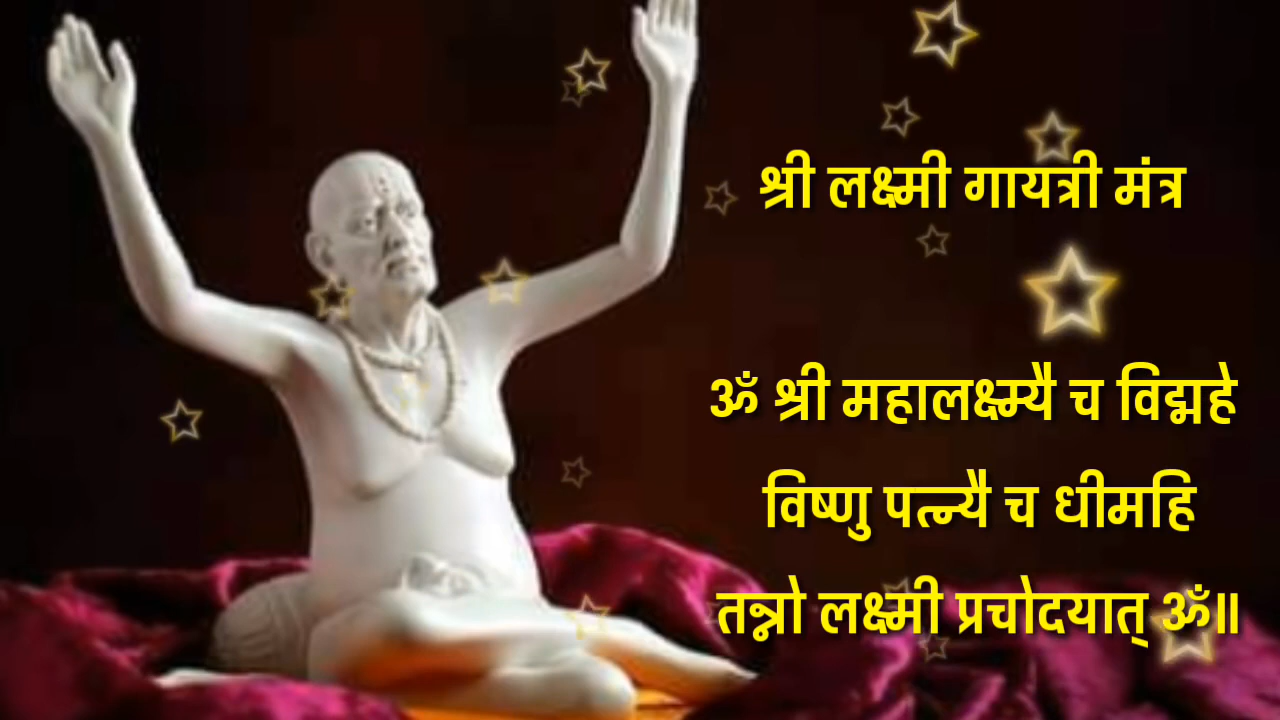 श्री लक्ष्मी गायत्री मंत्र
ॐ श्री महालक्ष्म्यै च विद्महे
विष्णु पत्न्यै च धीमहि
तन्नो लक्ष्मी प्रचोदयात् ॐ॥